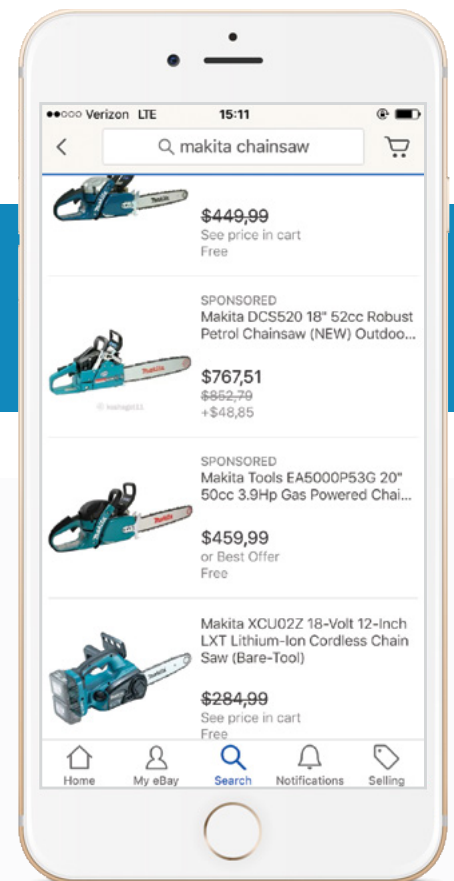 Verizon LTE 15:11
makita chainsaw
Makita
$449,99
See price in cart
Free
SPONSORED
Makita DCS520 18" 52cc Robust
Petrol Chainsaw (NEW) Outdoo...
Makita
$767,51
$852,79
+$48,85
SPONSORED
Makita Tools EA5000P53G 20"
50cc 3.9Hp Gas Powered Chai...
Makita
$459,99
or Best Offer
Free
Makita XCU02Z 18-Volt 12-Inch
LXT Lithium-Ion Cordless Chain
Saw (Bare-Tool)
$284,99
See price in cart
Free
Home My eBay Search Notifications Selling